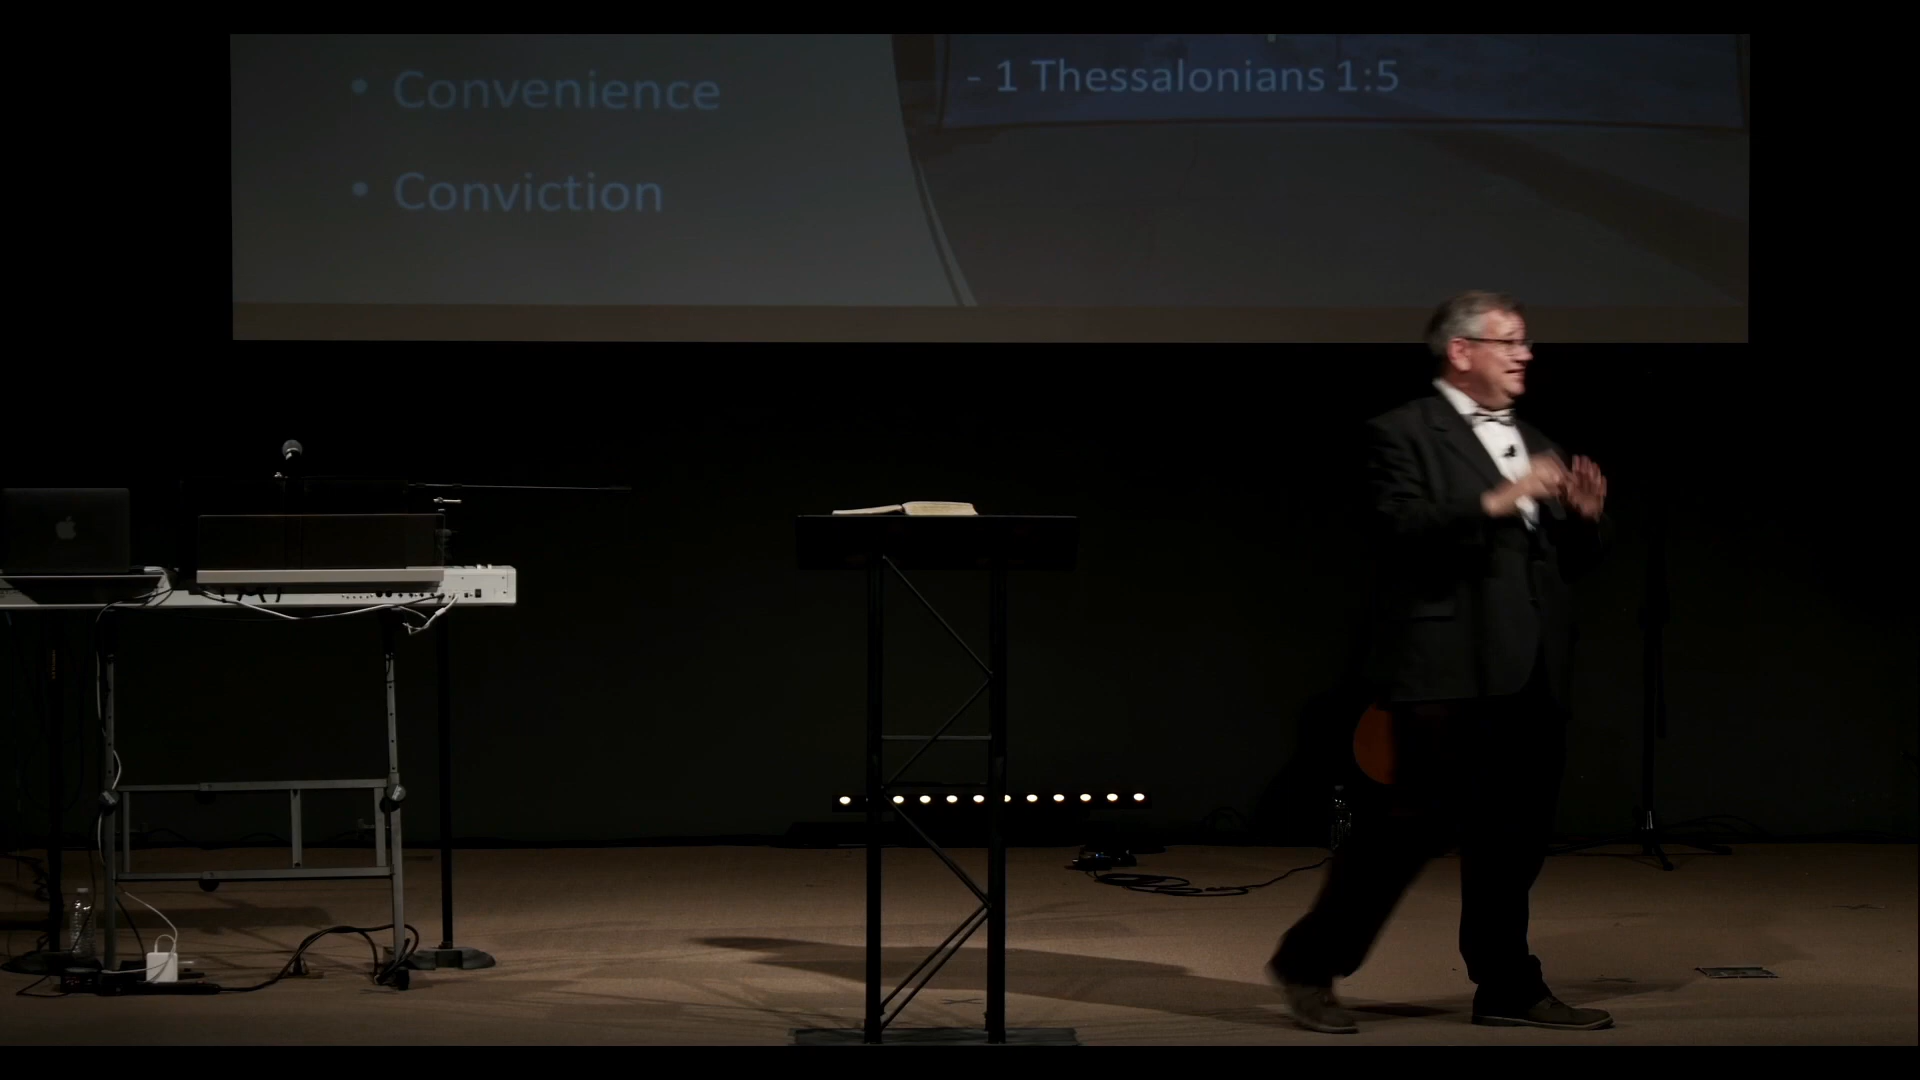 • Convenience
• Conviction
- 1 Thessalonians 1:5